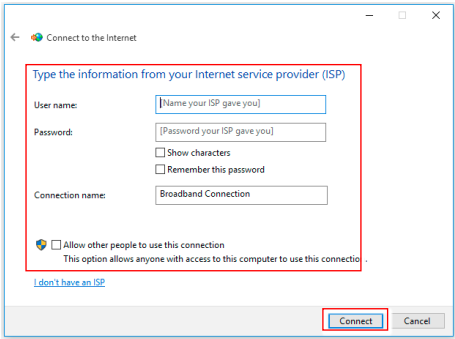 Connect to the Internet
Type the information from your Internet service provider (ISP)
User name:
[Name your ISP gave you]
Password:
[Password your ISP gave you]
Show characters
Remember this password
Connection name:
Broadband Connection
Allow other people to use this connection
This option allows anyone with access to this computer to use this connection.
I don't have an ISP
Connect
Cancel